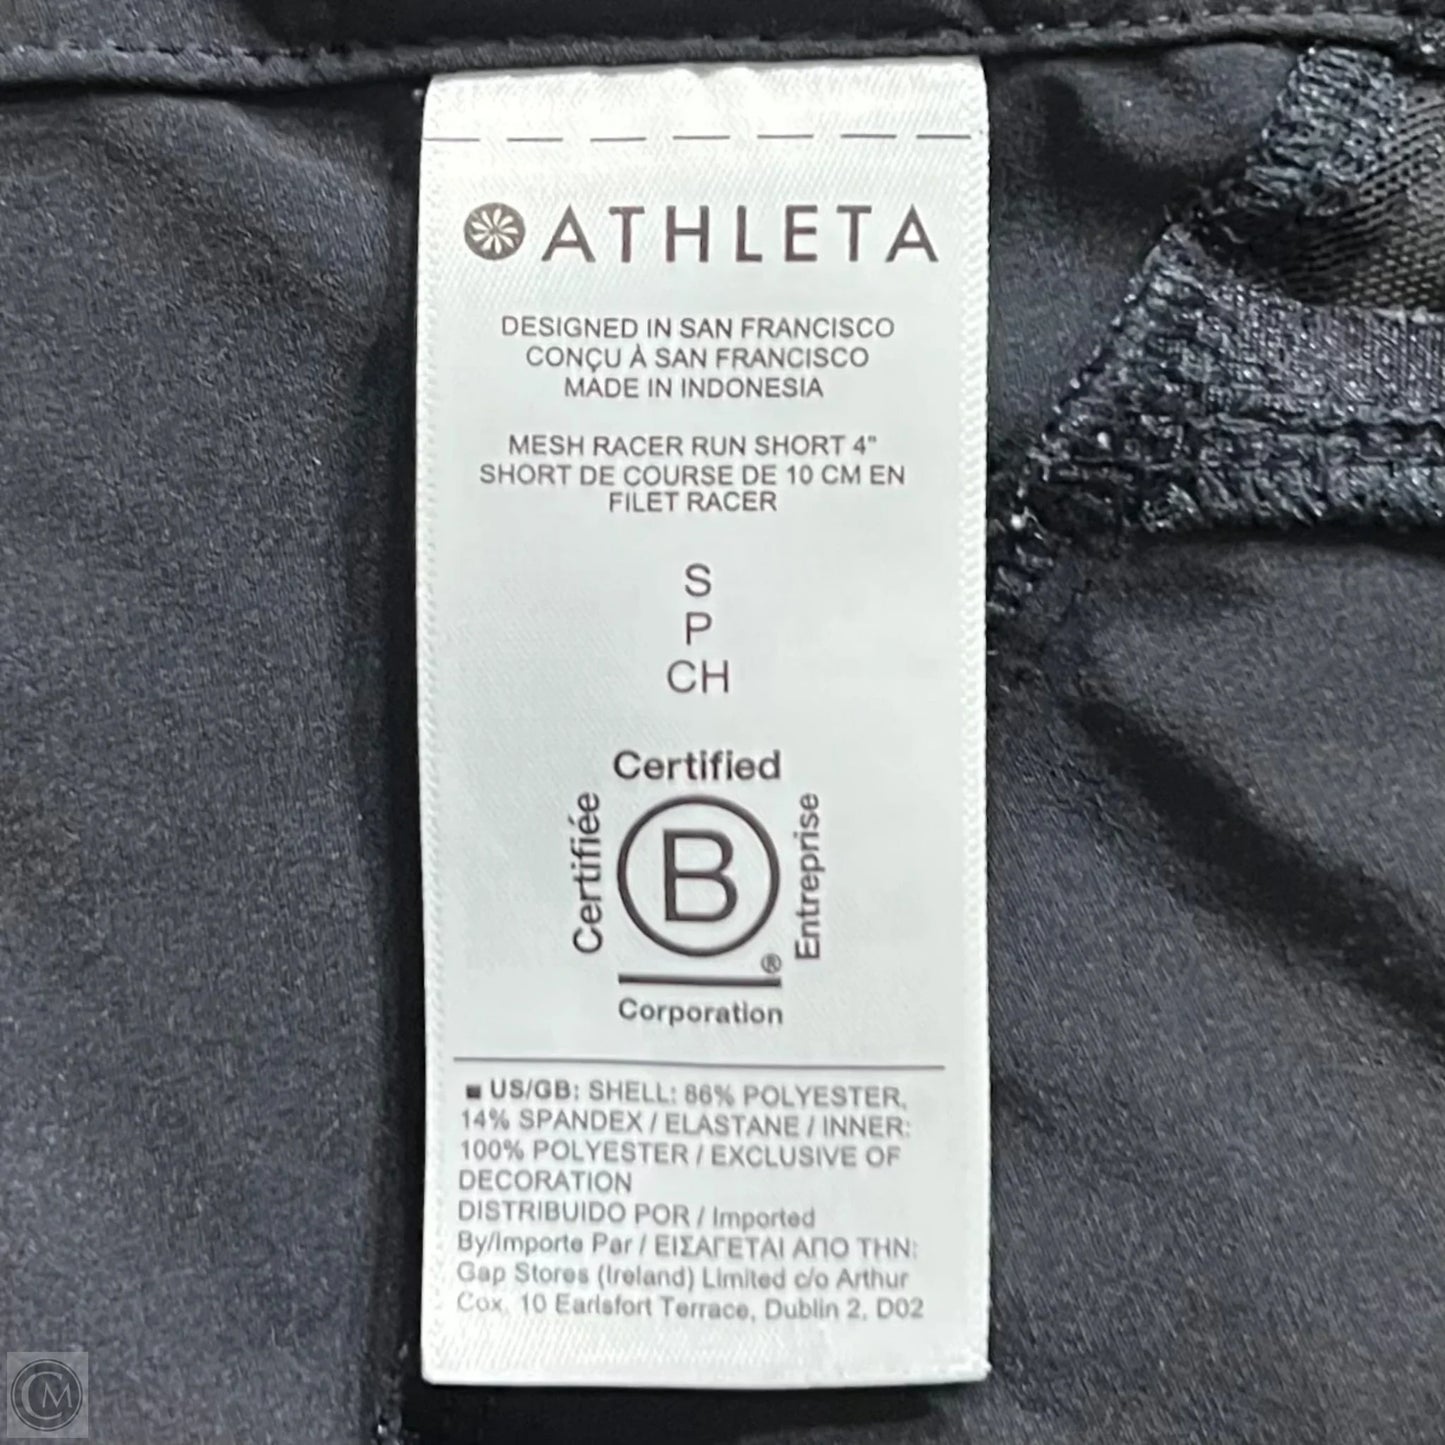 ATHLETA
DESIGNED IN SAN FRANCISCO
CONÇU À SAN FRANCISCO
MADE IN INDONESIA
MESH RACER RUN SHORT 4"
SHORT DE COURSE DE 10 CM EN
FILET RACER
S
P
CH
Certified
Certifiée
B
Entreprise
®
Corporation
US/GB: SHELL: 86% POLYESTER,
14% SPANDEX / ELASTANE / INNER:
100% POLYESTER / EXCLUSIVE OF
DECORATION
DISTRIBUIDO POR / Imported
By/Importe Par / ΕΙΣΑΓΕΤΑΙ ΑΠΟ ΤΗΝ:
Gap Stores (Ireland) Limited c/o Arthur
Cox, 10 Earlsfort Terrace, Dublin 2, D02
CM